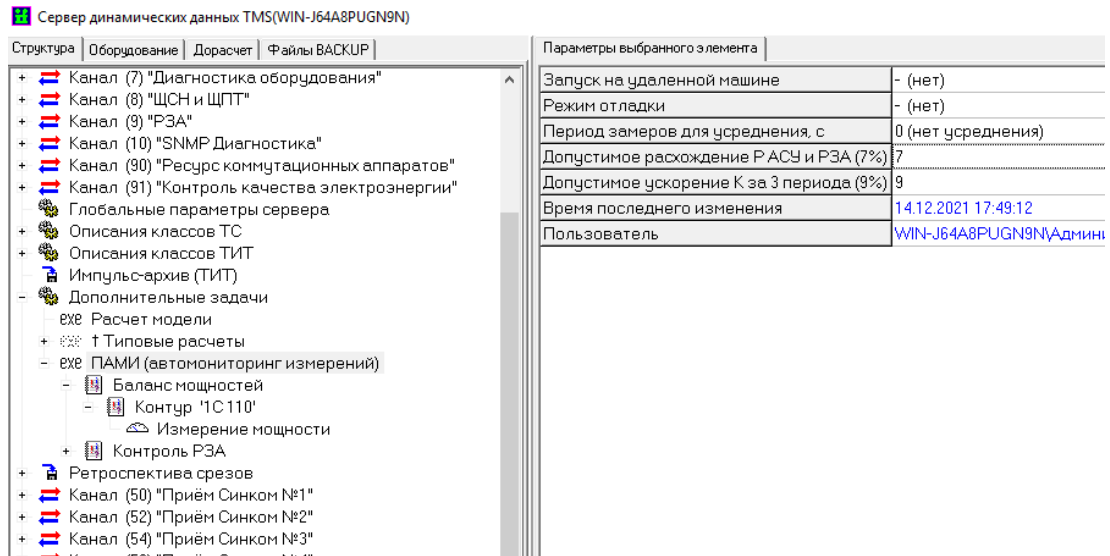 Сервер динамических данных TMS(WIN-J64A8PUGN9N)
Структура Оборудование Дорасчет Файлы BACKUP
Канал (7) "Диагностика оборудования"
Канал (8) "ЩСН и ЩПТ"
Канал (9) "РЗА"
Канал (10) "SNMP Диагностика"
Канал (90) "Ресурс коммутационных аппаратов"
Канал (91) "Контроль качества электроэнергии"
Глобальные параметры сервера
Описания классов ТС
Описания классов ТИТ
Импульс-архив (ТИТ)
Дополнительные задачи
exe Расчет модели
exe † Типовые расчеты
exe ПАМИ (автомониторинг измерений)
Баланс мощностей
Контур '1С 110'
Измерение мощности
Контроль РЗА
Ретроспектива срезов
Канал (50) "Приём Синком №1"
Канал (52) "Приём Синком №2"
Канал (54) "Приём Синком №3"
Параметры выбранного элемента
Запуск на удаленной машине - (нет)
Режим отладки - (нет)
Период замеров для усреднения, с 0 (нет усреднения)
Допустимое расхождение Р АСУ и РЗА (7%) 7
Допустимое ускорение К за 3 периода (9%) 9
Время последнего изменения 14.12.2021 17:49:12
Пользователь WIN-J64A8PUGN9N\Админи